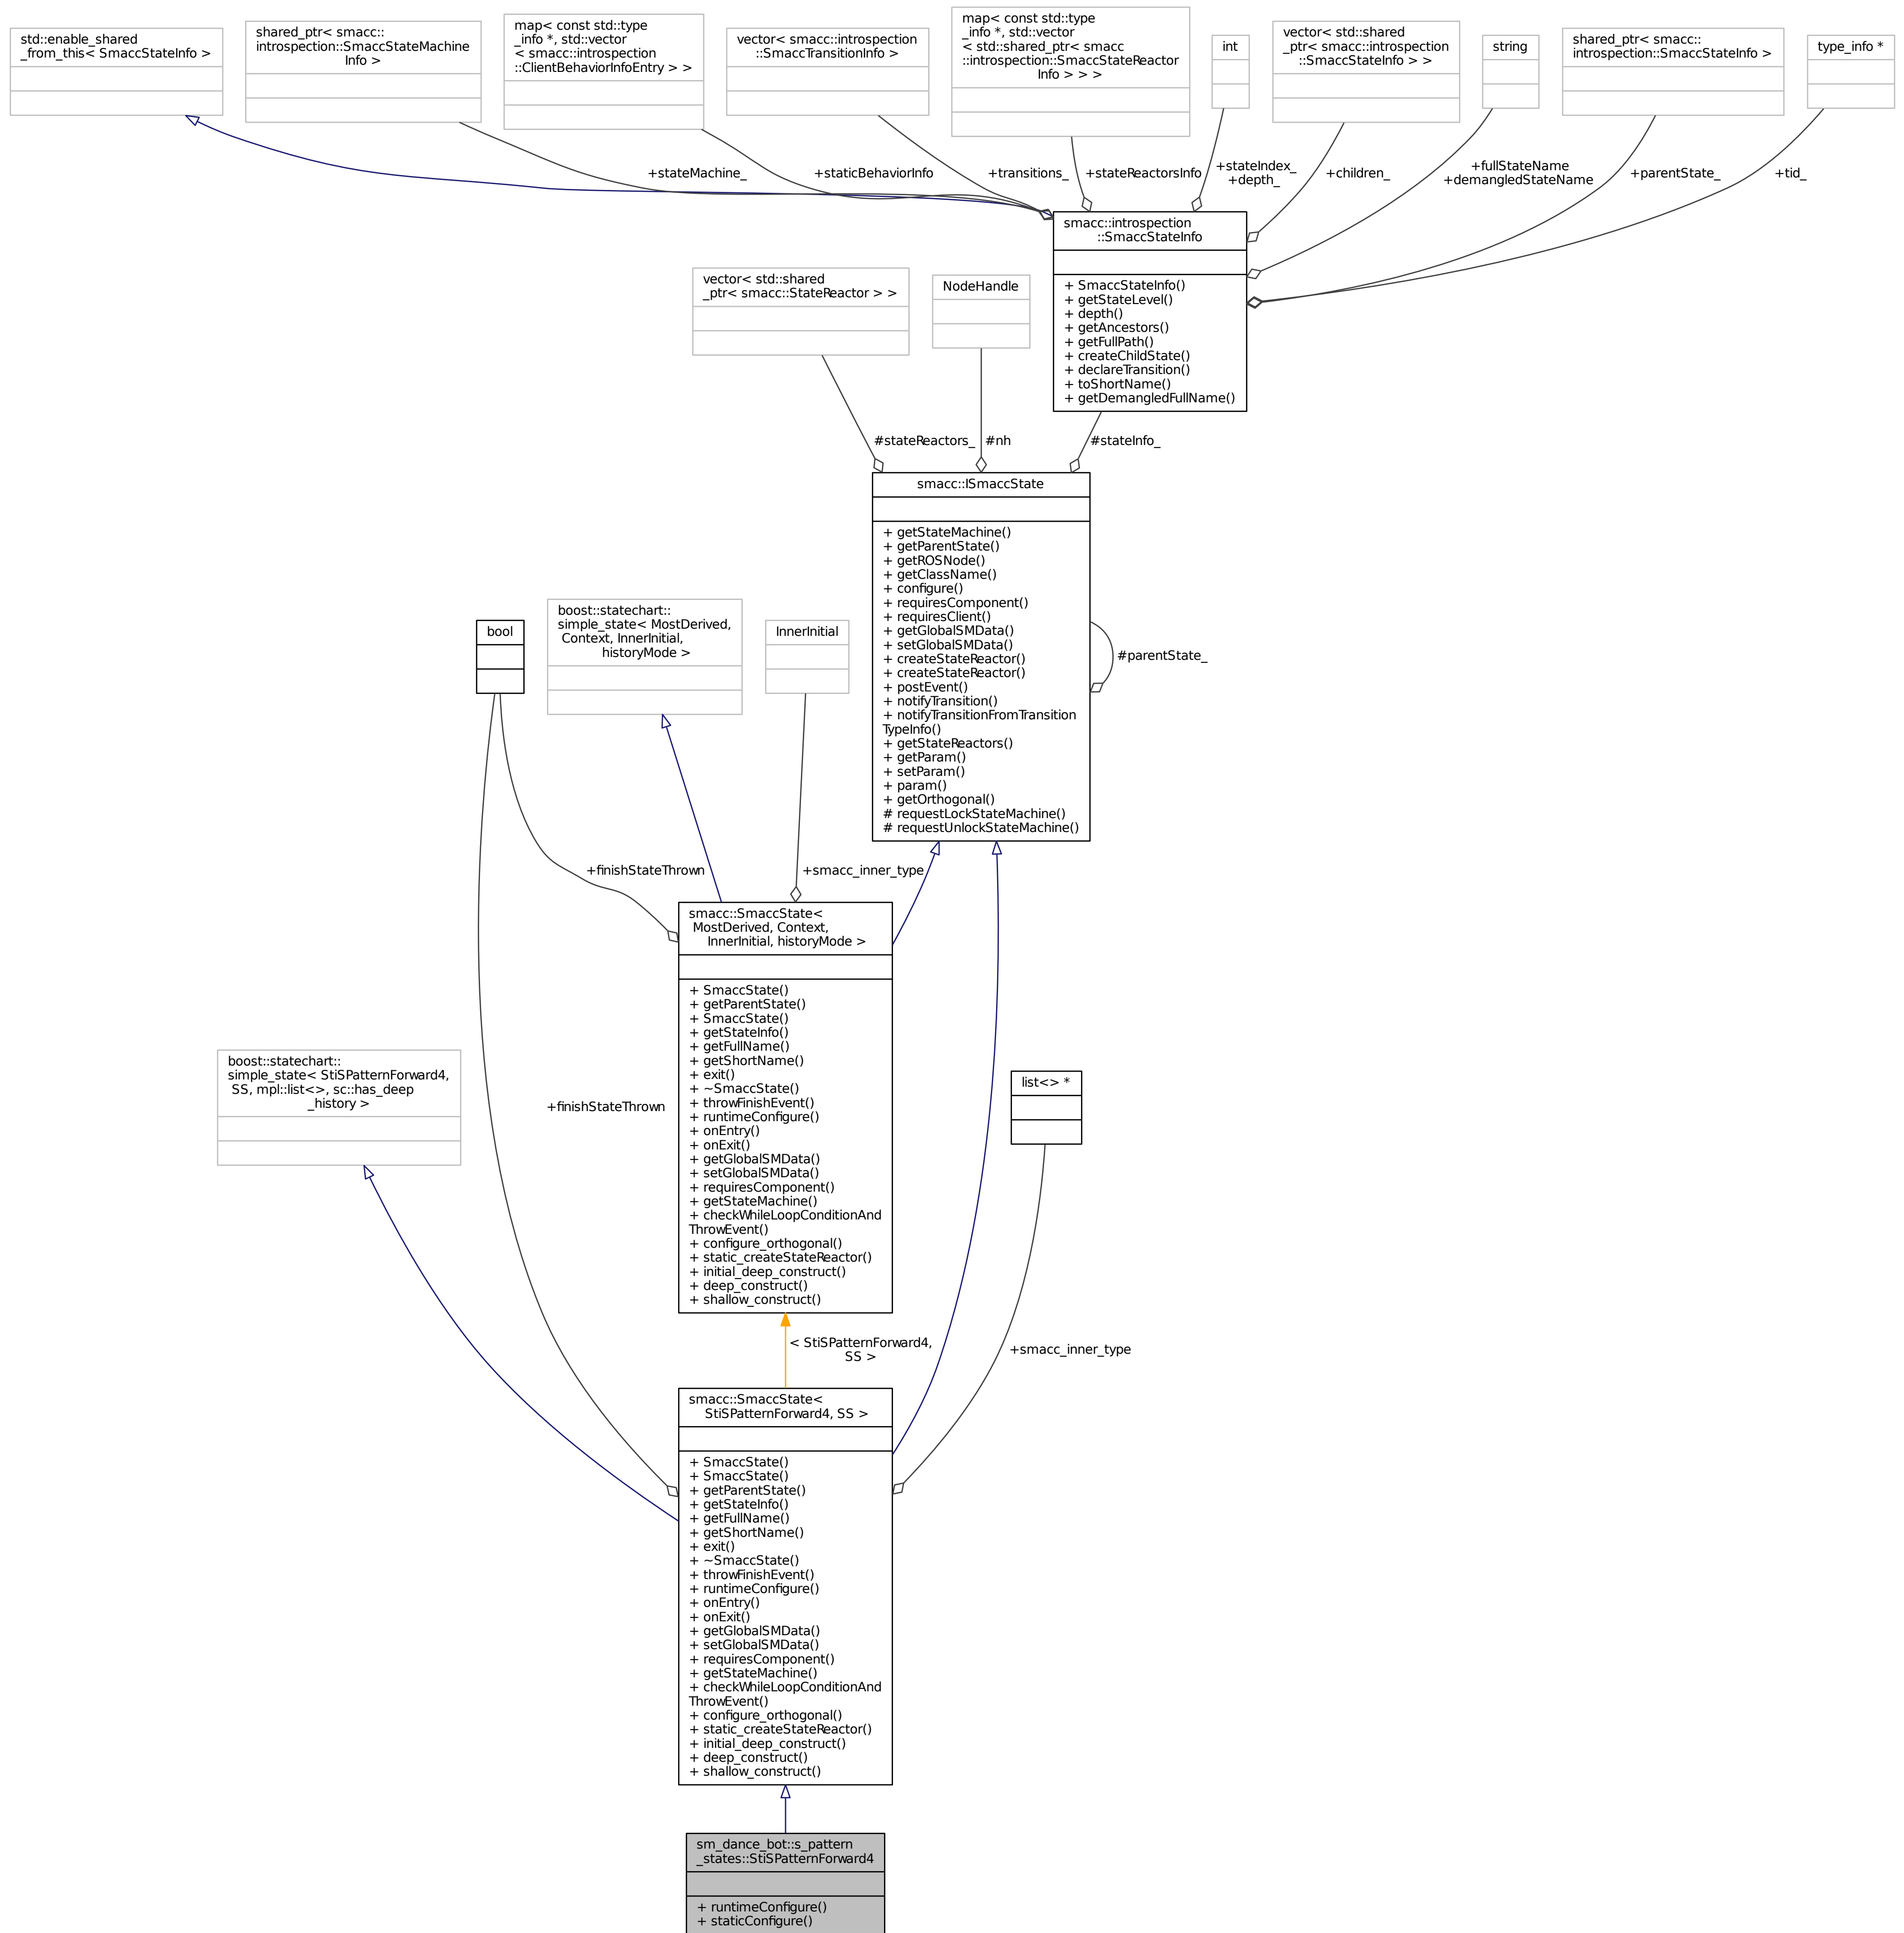 std::enable_shared
_from_this< SmaccStateInfo >
shared_ptr< smacc::
introspection::SmaccStateMachine
Info >
map< const std::type
_info *, std::vector
< smacc::introspection
::ClientBehaviorInfoEntry > >
vector< smacc::introspection
::SmaccTransitionInfo >
map< const std::type
_info *, std::vector
< std::shared_ptr< smacc
::introspection::SmaccStateReactor
Info > > >
int
vector< std::shared
_ptr< smacc::introspection
::SmaccStateInfo > >
string
shared_ptr< smacc::
introspection::SmaccStateInfo >
type_info *
+stateMachine_
+staticBehaviorInfo
+transitions_
+stateReactorsInfo
+stateIndex_
+depth_
+children_
+fullStateName
+demangledStateName
+parentState_
+tid_
smacc::introspection
::SmaccStateInfo
+ SmaccStateInfo()
+ getStateLevel()
+ depth()
+ getAncestors()
+ getFullPath()
+ createChildState()
+ declareTransition()
+ toShortName()
+ getDemangledFullName()
vector< std::shared
_ptr< smacc::StateReactor > >
NodeHandle
#stateReactors_
#nh
#stateInfo_
smacc::ISmaccState
+ getStateMachine()
+ getParentState()
+ getROSNode()
+ getClassName()
+ configure()
+ requiresComponent()
+ requiresClient()
+ getGlobalSMData()
+ setGlobalSMData()
+ createStateReactor()
+ createStateReactor()
+ postEvent()
+ notifyTransition()
+ notifyTransitionFromTransition
TypeInfo()
+ getStateReactors()
+ getParam()
+ setParam()
+ param()
+ getOrthogonal()
# requestLockStateMachine()
# requestUnlockStateMachine()
#parentState_
bool
boost::statechart::
simple_state< MostDerived,
Context, InnerInitial,
historyMode >
InnerInitial
+finishStateThrown
+smacc_inner_type
smacc::SmaccState<
MostDerived, Context,
InnerInitial, historyMode >
+ SmaccState()
+ getParentState()
+ SmaccState()
+ getStateInfo()
+ getFullName()
+ getShortName()
+ exit()
+ ~SmaccState()
+ throwFinishEvent()
+ runtimeConfigure()
+ onEntry()
+ onExit()
+ getGlobalSMData()
+ setGlobalSMData()
+ requiresComponent()
+ getStateMachine()
+ checkWhileLoopConditionAnd
ThrowEvent()
+ configure_orthogonal()
+ static_createStateReactor()
+ initial_deep_construct()
+ deep_construct()
+ shallow_construct()
boost::statechart::
simple_state< StiSPatternForward4,
SS, mpl::list<>, sc::has_deep
_history >
+finishStateThrown
list<> *
< StiSPatternForward4,
SS >
+smacc_inner_type
smacc::SmaccState<
StiSPatternForward4, SS >
+ SmaccState()
+ SmaccState()
+ getParentState()
+ getStateInfo()
+ getFullName()
+ getShortName()
+ exit()
+ ~SmaccState()
+ throwFinishEvent()
+ runtimeConfigure()
+ onEntry()
+ onExit()
+ getGlobalSMData()
+ setGlobalSMData()
+ requiresComponent()
+ getStateMachine()
+ checkWhileLoopConditionAnd
ThrowEvent()
+ configure_orthogonal()
+ static_createStateReactor()
+ initial_deep_construct()
+ deep_construct()
+ shallow_construct()
sm_dance_bot::s_pattern
_states::StiSPatternForward4
+ runtimeConfigure()
+ staticConfigure()